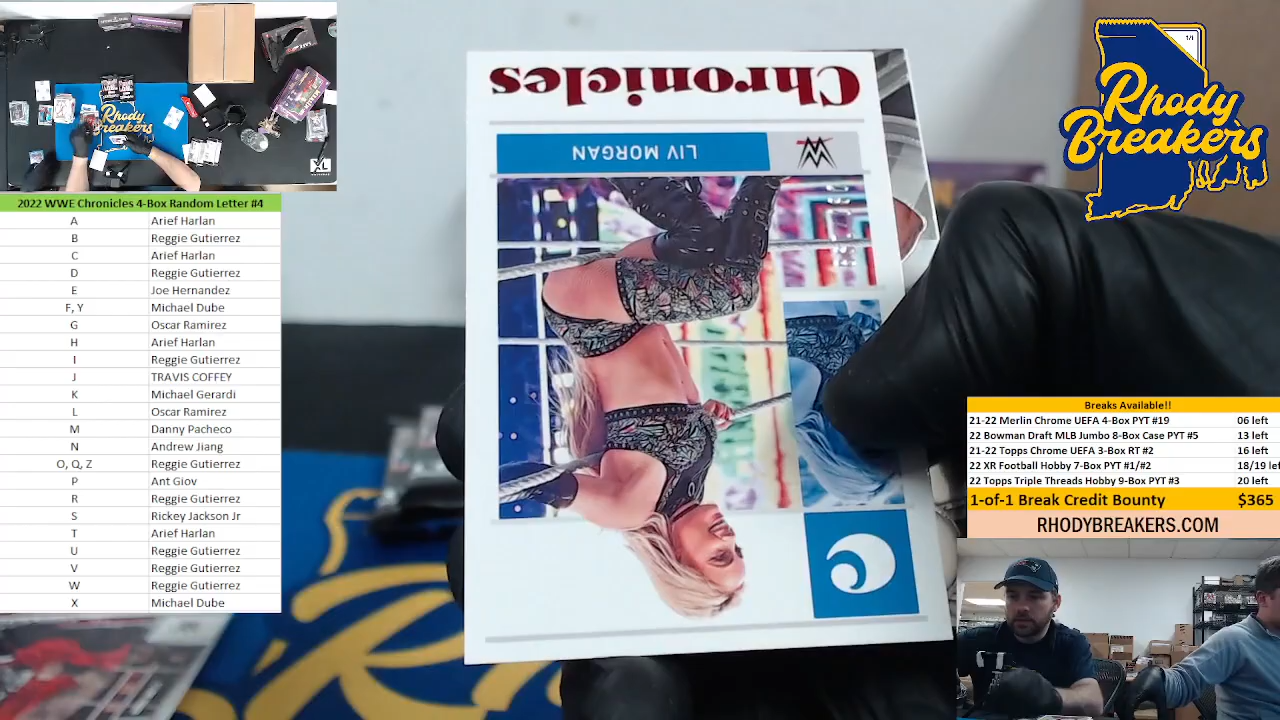 2022 WWE Chronicles 4-Box Random Letter #4
A Arief Harlan
B Reggie Gutierrez
C Arief Harlan
D Reggie Gutierrez
E Joe Hernandez
F, Y Michael Dube
G Oscar Ramirez
H Arief Harlan
I Reggie Gutierrez
J TRAVIS COFFEY
K Michael Gerardi
L Oscar Ramirez
M Danny Pacheco
N Andrew Jiang
O, Q, Z Reggie Gutierrez
P Ant Giov
R Reggie Gutierrez
S Rickey Jackson Jr
T Arief Harlan
U Reggie Gutierrez
V Reggie Gutierrez
W Reggie Gutierrez
X Michael Dube
Rhody
Breakers
XL
Chronicles
LIV MORGAN
1/1
Rhody
Breakers
Breaks Available!!
21-22 Merlin Chrome UEFA 4-Box PYT #19 06 left
22 Bowman Draft MLB Jumbo 8-Box Case PYT #5 13 left
21-22 Topps Chrome UEFA 3-Box RT #2 16 left
22 XR Football Hobby 7-Box PYT #1/#2 18/19 lef
22 Topps Triple Threads Hobby 9-Box PYT #3 20 left
1-of-1 Break Credit Bounty $365
RHODYBREAKERS.COM